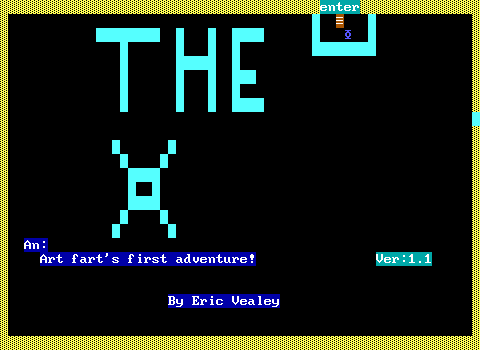 enter
THE
X
An:
Art fart's first adventure!
Ver:1.1
By Eric Vealey